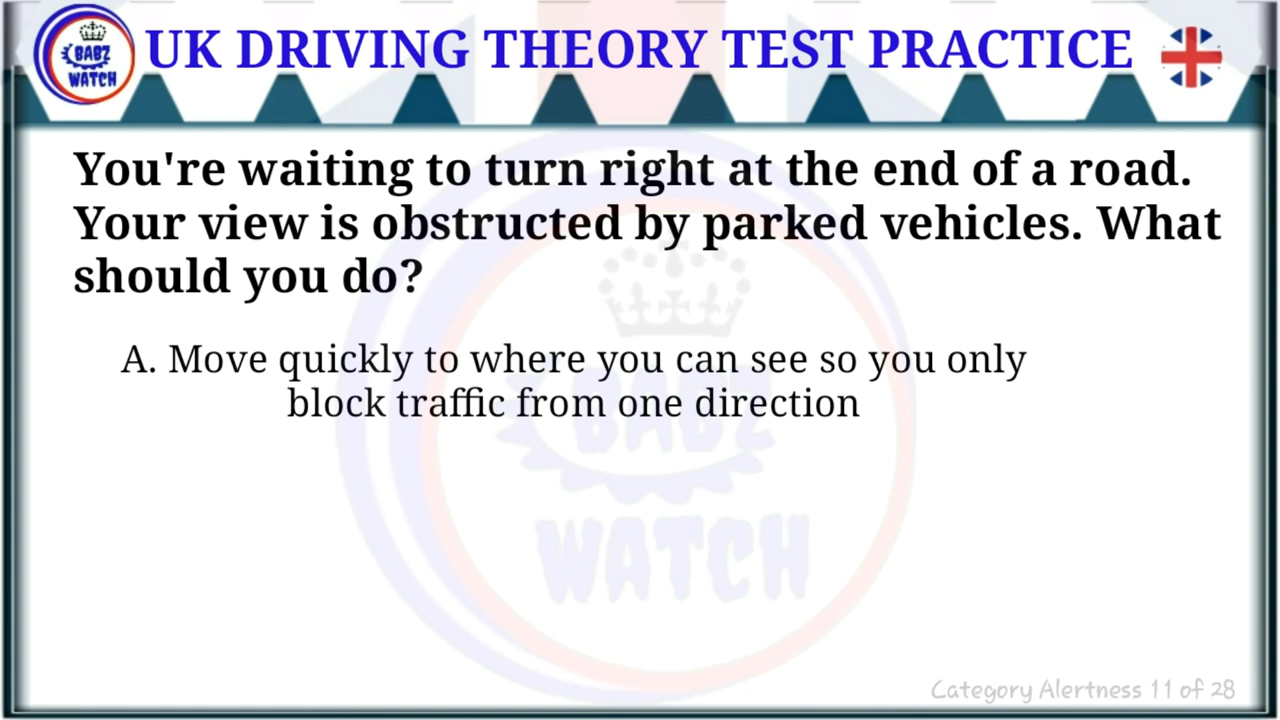 BABZ
WATCH
UK DRIVING THEORY TEST PRACTICE
You're waiting to turn right at the end of a road.
Your view is obstructed by parked vehicles. What
should you do?
A. Move quickly to where you can see so you only
block traffic from one direction
BABZ
WATCH
Category Alertness 11 of 28